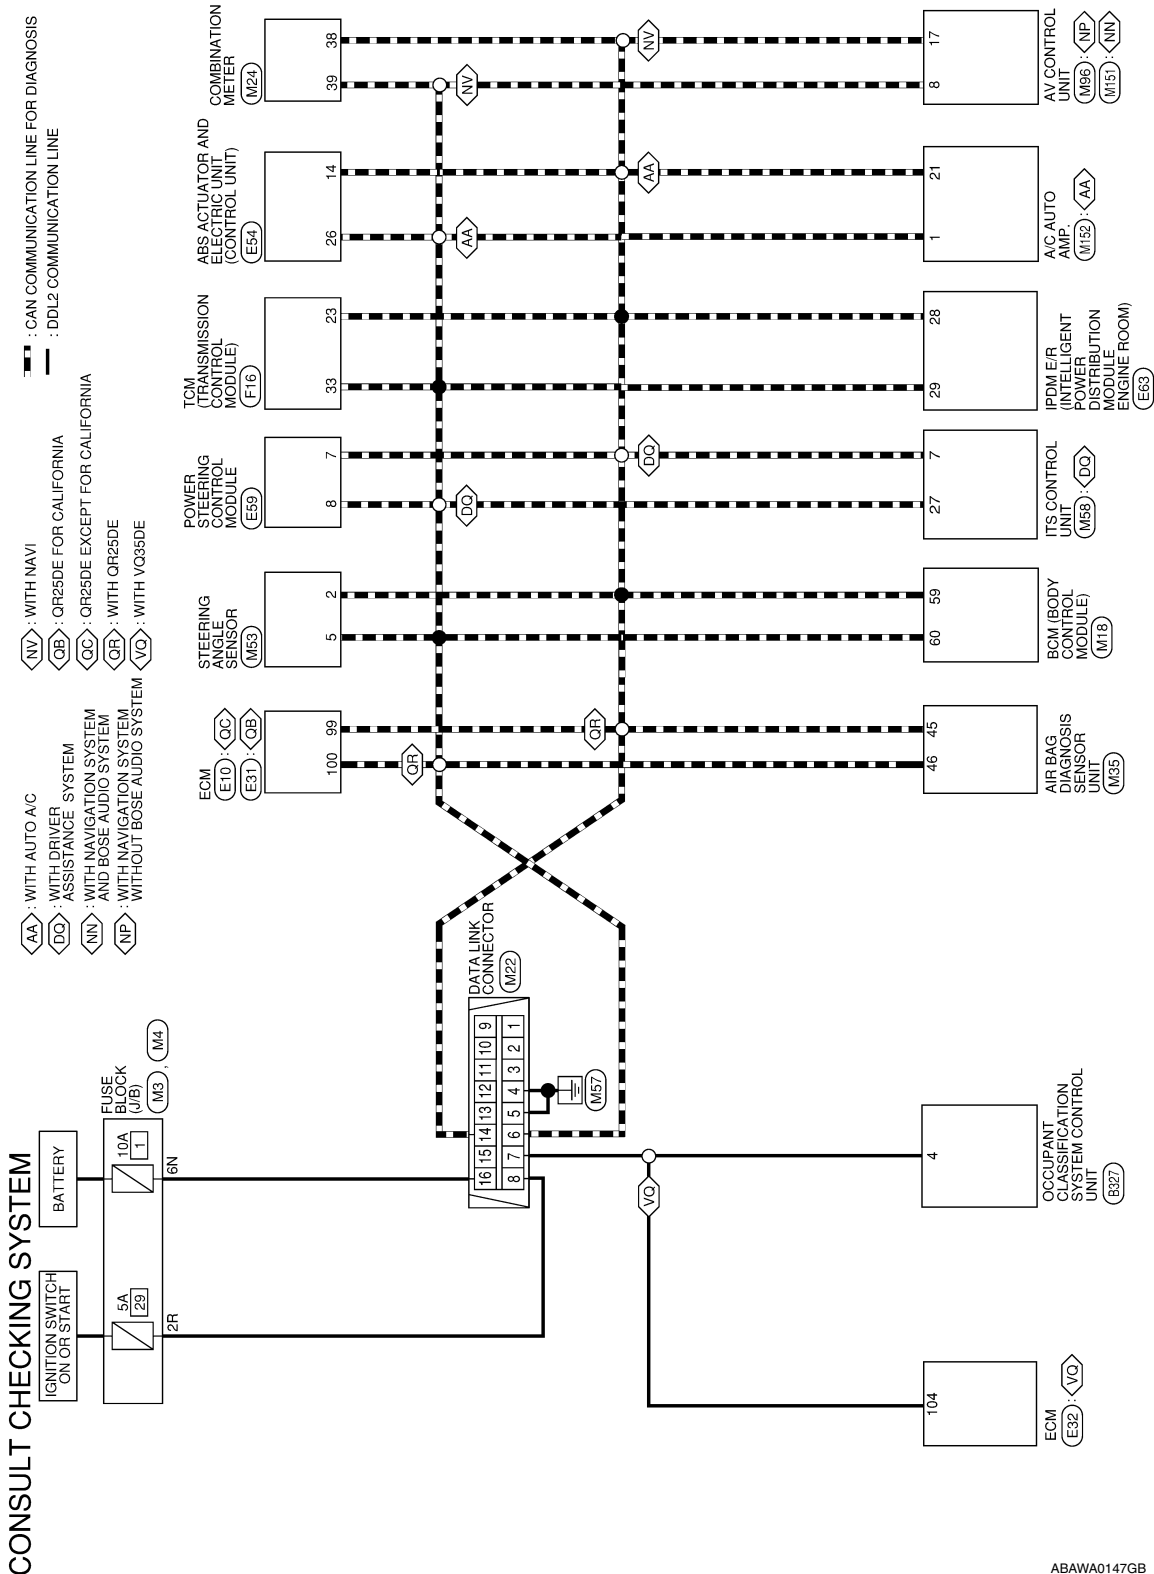 CONSULT CHECKING SYSTEM
IGNITION SWITCH
ON OR START
BATTERY
FUSE
BLOCK
(J/B)
M3 , M4
5A
29
10A
1
2R
6N
AA : WITH AUTO A/C
DQ : WITH DRIVER
ASSISTANCE SYSTEM
NN : WITH NAVIGATION SYSTEM
AND BOSE AUDIO SYSTEM
NP : WITH NAVIGATION SYSTEM
WITHOUT BOSE AUDIO SYSTEM
NV : WITH NAVI
QB : QR25DE FOR CALIFORNIA
QC : QR25DE EXCEPT FOR CALIFORNIA
QR : WITH QR25DE
VQ : WITH VQ35DE
: CAN COMMUNICATION LINE FOR DIAGNOSIS
: DDL2 COMMUNICATION LINE
ECM
E10 : QC
E31 : QB
100 99
STEERING
ANGLE
SENSOR
M53
5 2
POWER
STEERING
CONTROL
MODULE
E59
8 7
TCM
(TRANSMISSION
CONTROL
MODULE)
F16
33 23
ABS ACTUATOR AND
ELECTRIC UNIT
(CONTROL UNIT)
E54
26 14
COMBINATION
METER
M24
39 38
QR
DQ
AA
NV
DATA LINK
CONNECTOR
M22
16 15 14 13 12 11 10 9
8 7 6 5 4 3 2 1
M57
QR
DQ
AA
NV
VQ
104
ECM
E32 : VQ
4
OCCUPANT
CLASSIFICATION
SYSTEM CONTROL
UNIT
B327
46 45
AIR BAG
DIAGNOSIS
SENSOR
UNIT
M35
60 59
BCM (BODY
CONTROL
MODULE)
M18
27 7
ITS CONTROL
UNIT
M58 : DQ
29 28
IPDM E/R
(INTELLIGENT
POWER
DISTRIBUTION
MODULE
ENGINE ROOM)
E63
1 21
A/C AUTO
AMP.
M152 : AA
8 17
AV CONTROL
UNIT
M96 : NP
M151 : NN
ABAWA0147GB